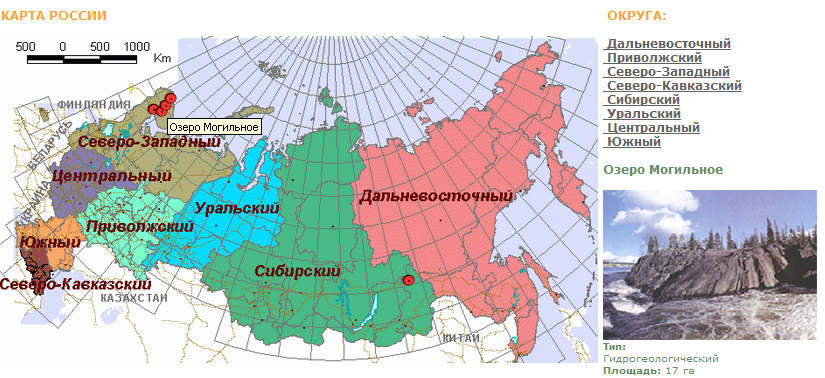 КАРТА РОССИИ
500 0 500 1000
Km
ФИНЛЯНДИЯ
Озеро Могильное
БЕЛАРУСЬ
Северо-Западный
Центральный
УКРАИНА
Приволжский
Уральский
Дальневосточный
Южный
Сибирский
Северо-Кавказский
КАЗАХСТАН
КИТАЙ
ОКРУГА:
Дальневосточный
Приволжский
Северо-Западный
Северо-Кавказский
Сибирский
Уральский
Центральный
Южный
Озеро Могильное
Тип:
Гидрогеологический
Площадь: 17 га